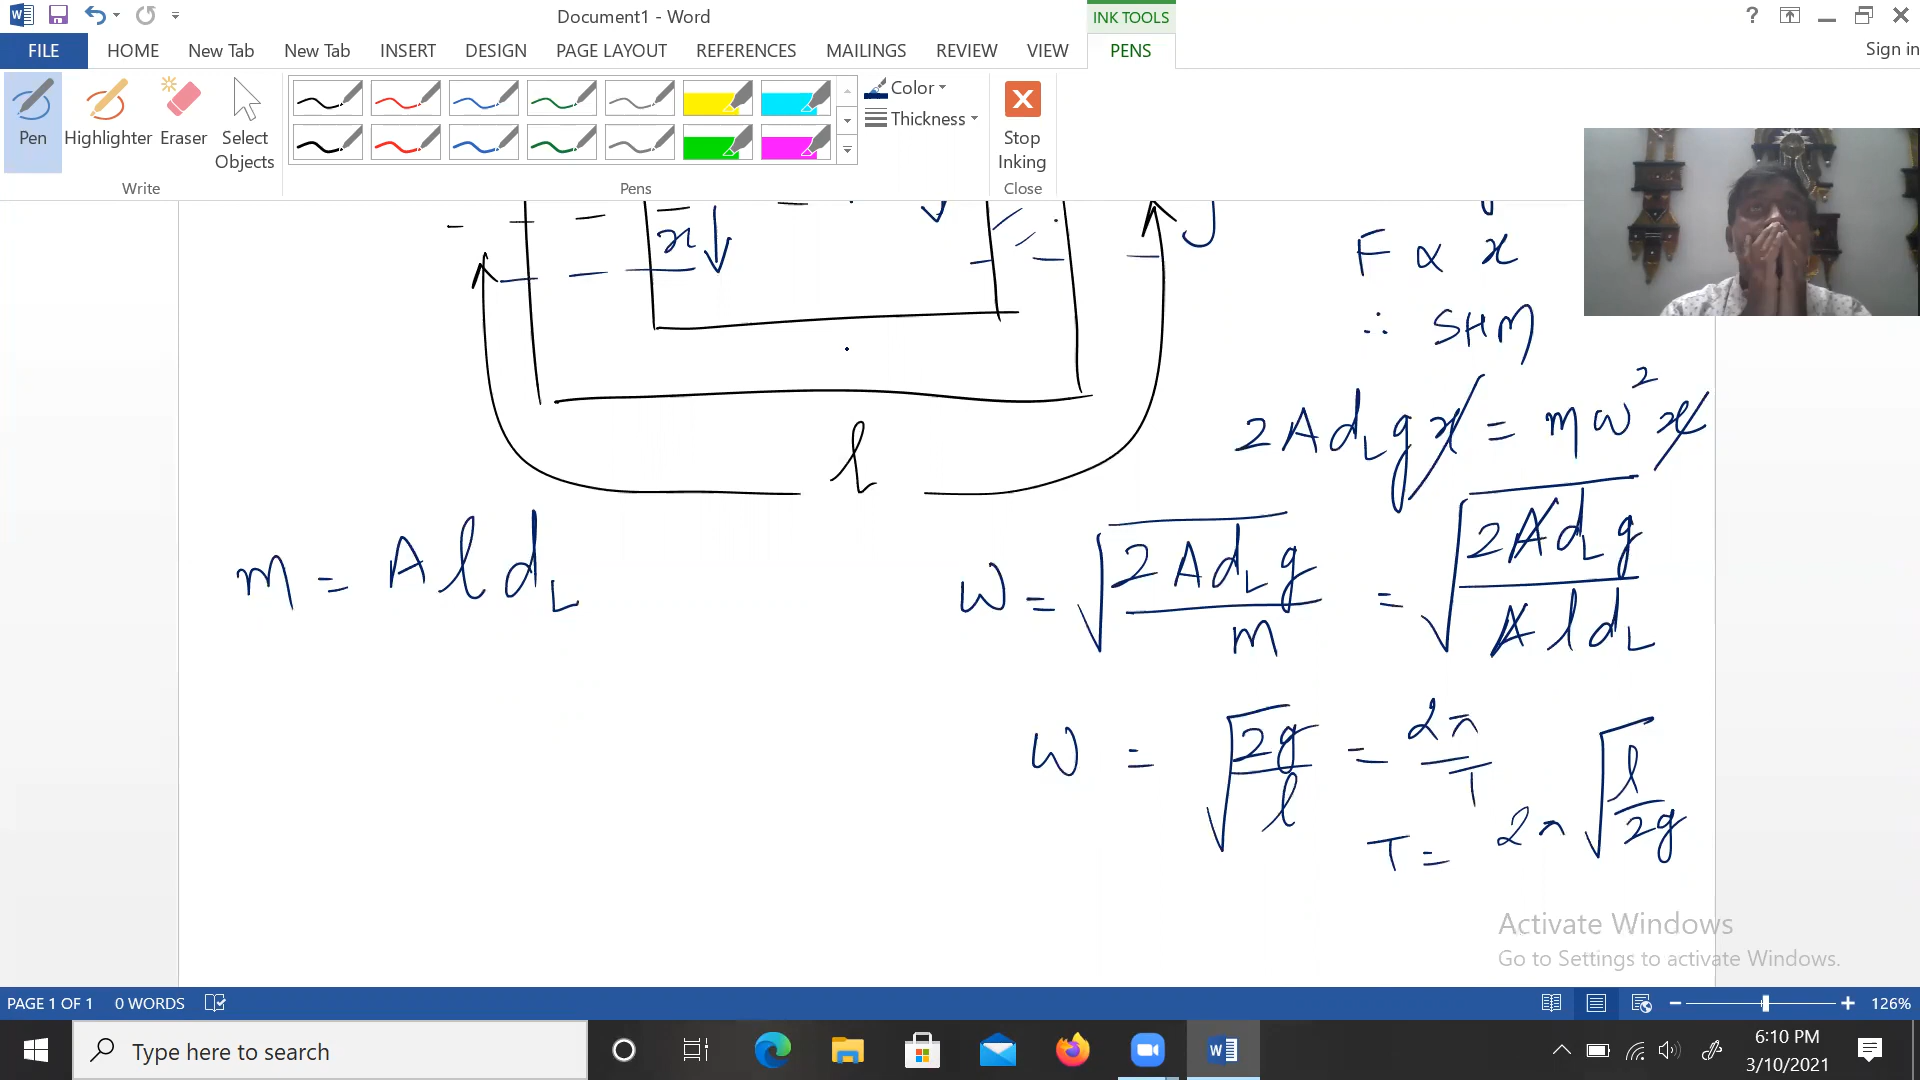 Document1 - Word
INK TOOLS
FILE HOME New Tab New Tab INSERT DESIGN PAGE LAYOUT REFERENCES MAILINGS REVIEW VIEW PENS
Sign in
Pen Highlighter Eraser Select Objects
Color
Thickness
Stop Inking
Write Pens Close
x
F ∝ x
∴ SHM
2Ad_L g x = mω²x
l
m = A l d_L
ω = √(2Ad_L g / m) = √(2Ad_L g / A l d_L)
ω = √(2g / l) = 2π / T
T = 2π √(l / 2g)
Activate Windows
Go to Settings to activate Windows.
PAGE 1 OF 1 0 WORDS
126%
Type here to search
6:10 PM
3/10/2021